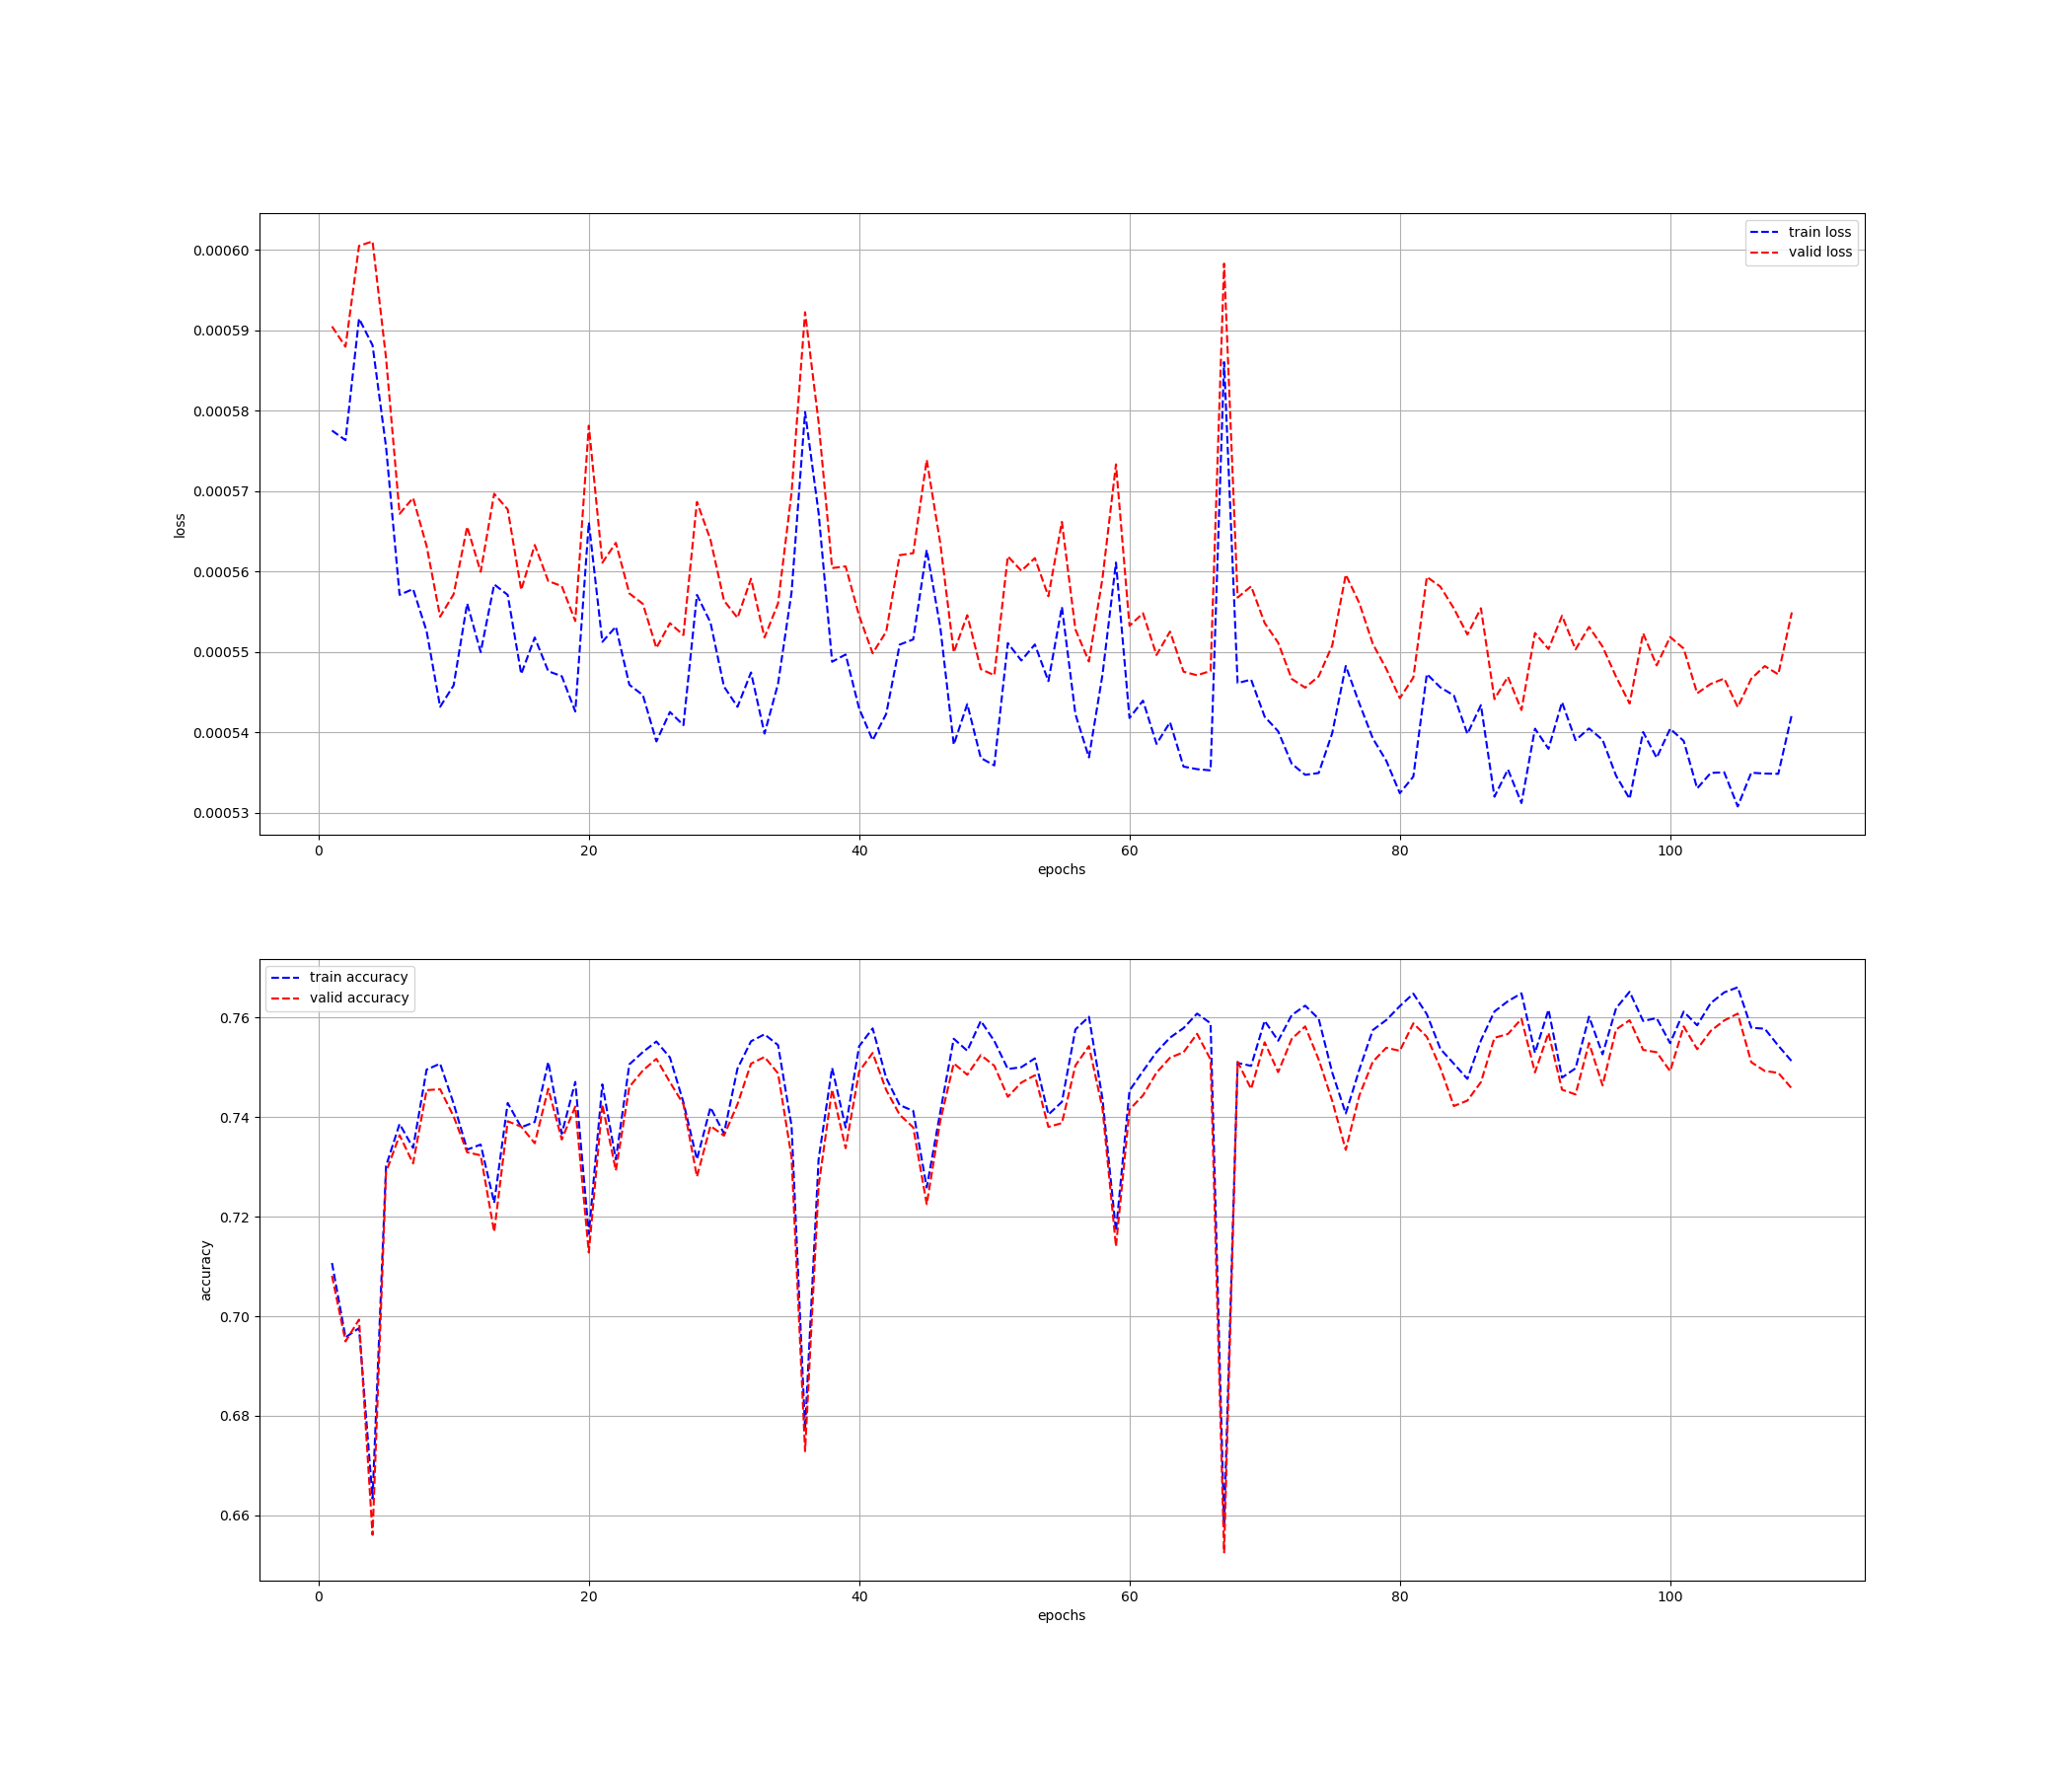 train loss
valid loss
0.00060
0.00059
0.00058
0.00057
0.00056
0.00055
0.00054
0.00053
loss
0 20 40 60 80 100
epochs
train accuracy
valid accuracy
0.76
0.74
0.72
0.70
0.68
0.66
accuracy
0 20 40 60 80 100
epochs